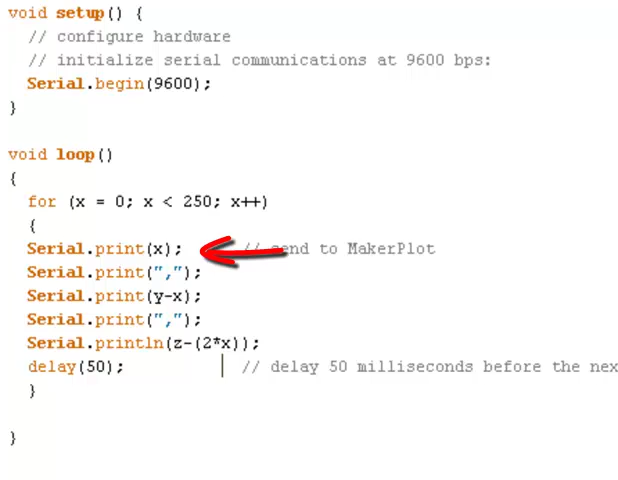 void setup() {
// configure hardware
// initialize serial communications at 9600 bps:
Serial.begin(9600);
}
void loop()
{
for (x = 0; x < 250; x++)
{
Serial.print(x); // send to MakerPlot
Serial.print(",");
Serial.print(y-x);
Serial.print(",");
Serial.println(z-(2*x));
delay(50); // delay 50 milliseconds before the nex
}
}